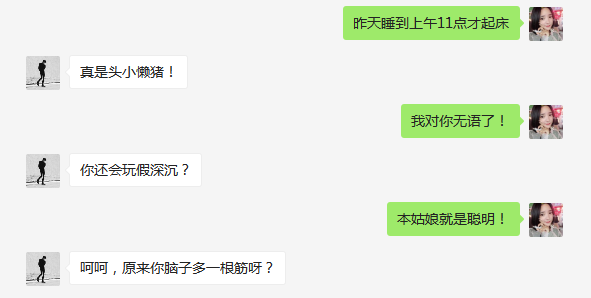 昨天睡到上午11点才起床
真是头小懒猪！
我对你无语了！
你还会玩假深沉？
本姑娘就是聪明！
呵呵，原来你脑子多一根筋呀？